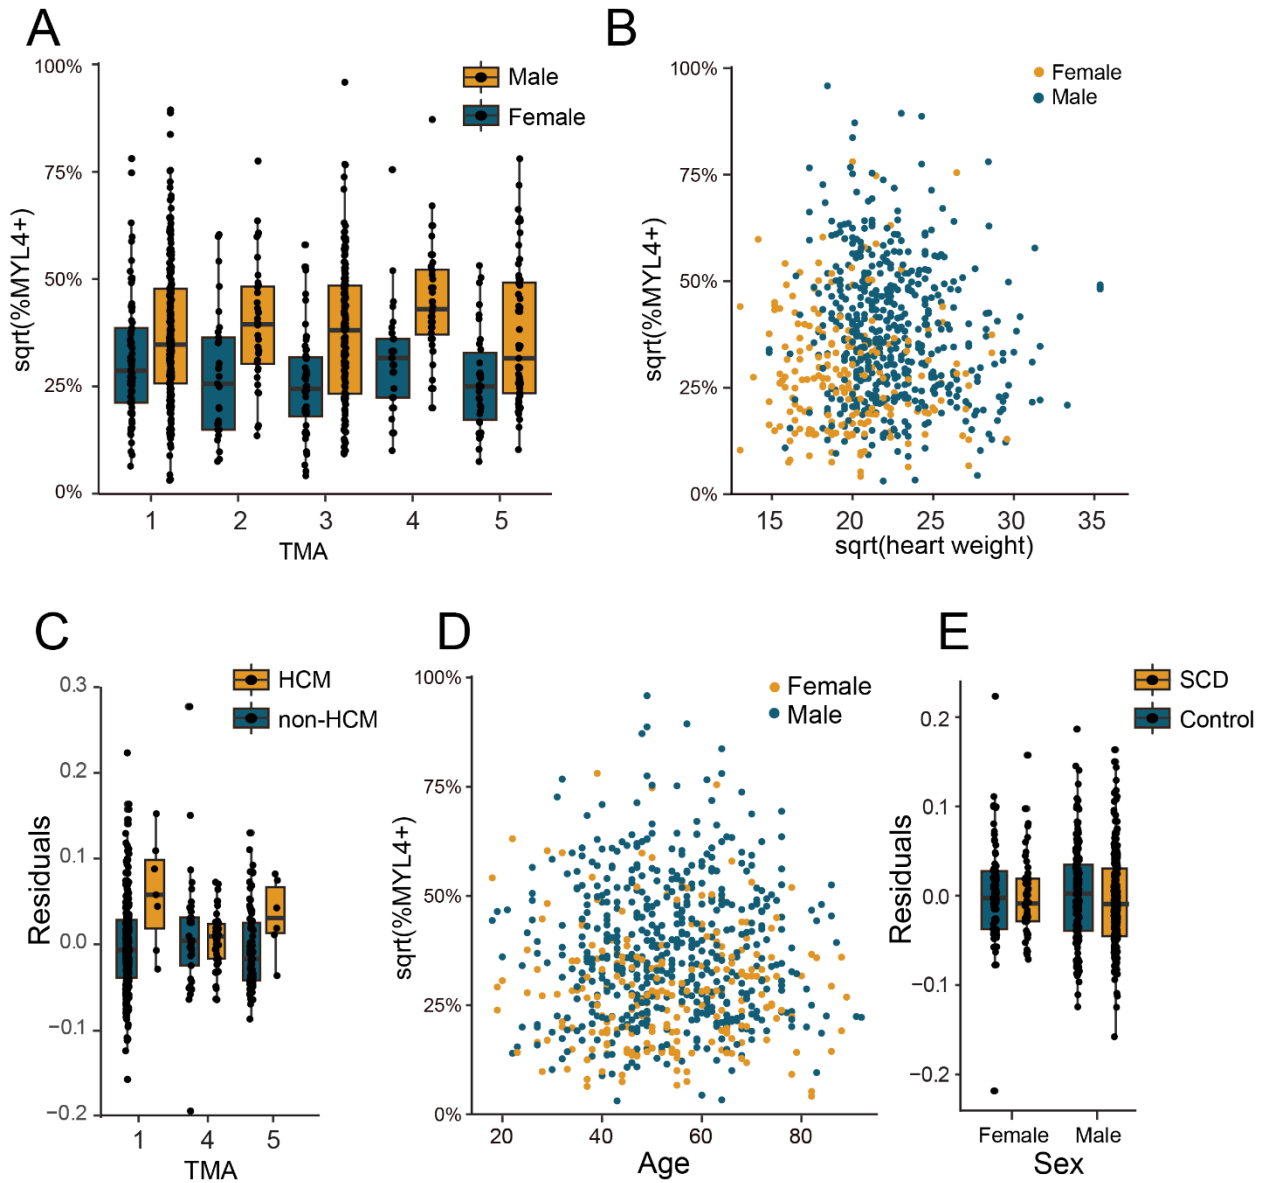 A
100%
75%
50%
25%
0%
sqrt(%MYL4+)
Male
Female
1 2 3 4 5
TMA
B
100%
75%
50%
25%
0%
sqrt(%MYL4+)
Female
Male
15 20 25 30 35
sqrt(heart weight)
C
0.3
0.2
0.1
0.0
−0.1
−0.2
Residuals
HCM
non-HCM
1 4 5
TMA
D
100%
75%
50%
25%
0%
sqrt(%MYL4+)
Female
Male
20 40 60 80
Age
E
0.2
0.1
0.0
−0.1
−0.2
Residuals
SCD
Control
Female Male
Sex